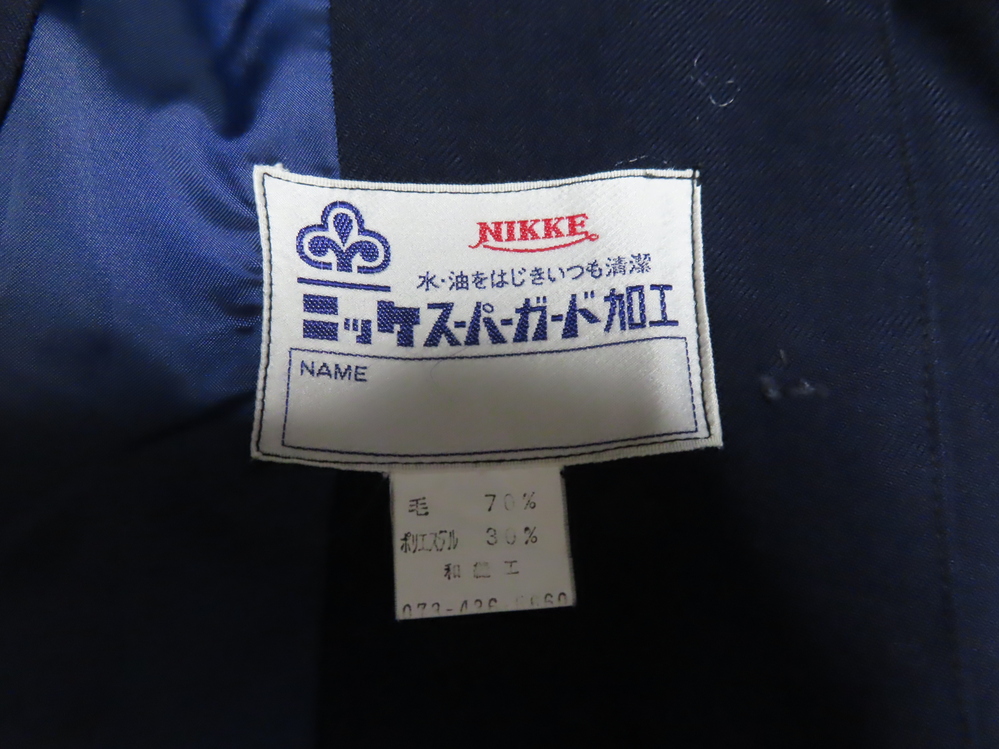 NIKKE
水・油をはじきいつも清潔
ニッケスーパーガード加工
NAME
毛 70%
ポリエステル 30%